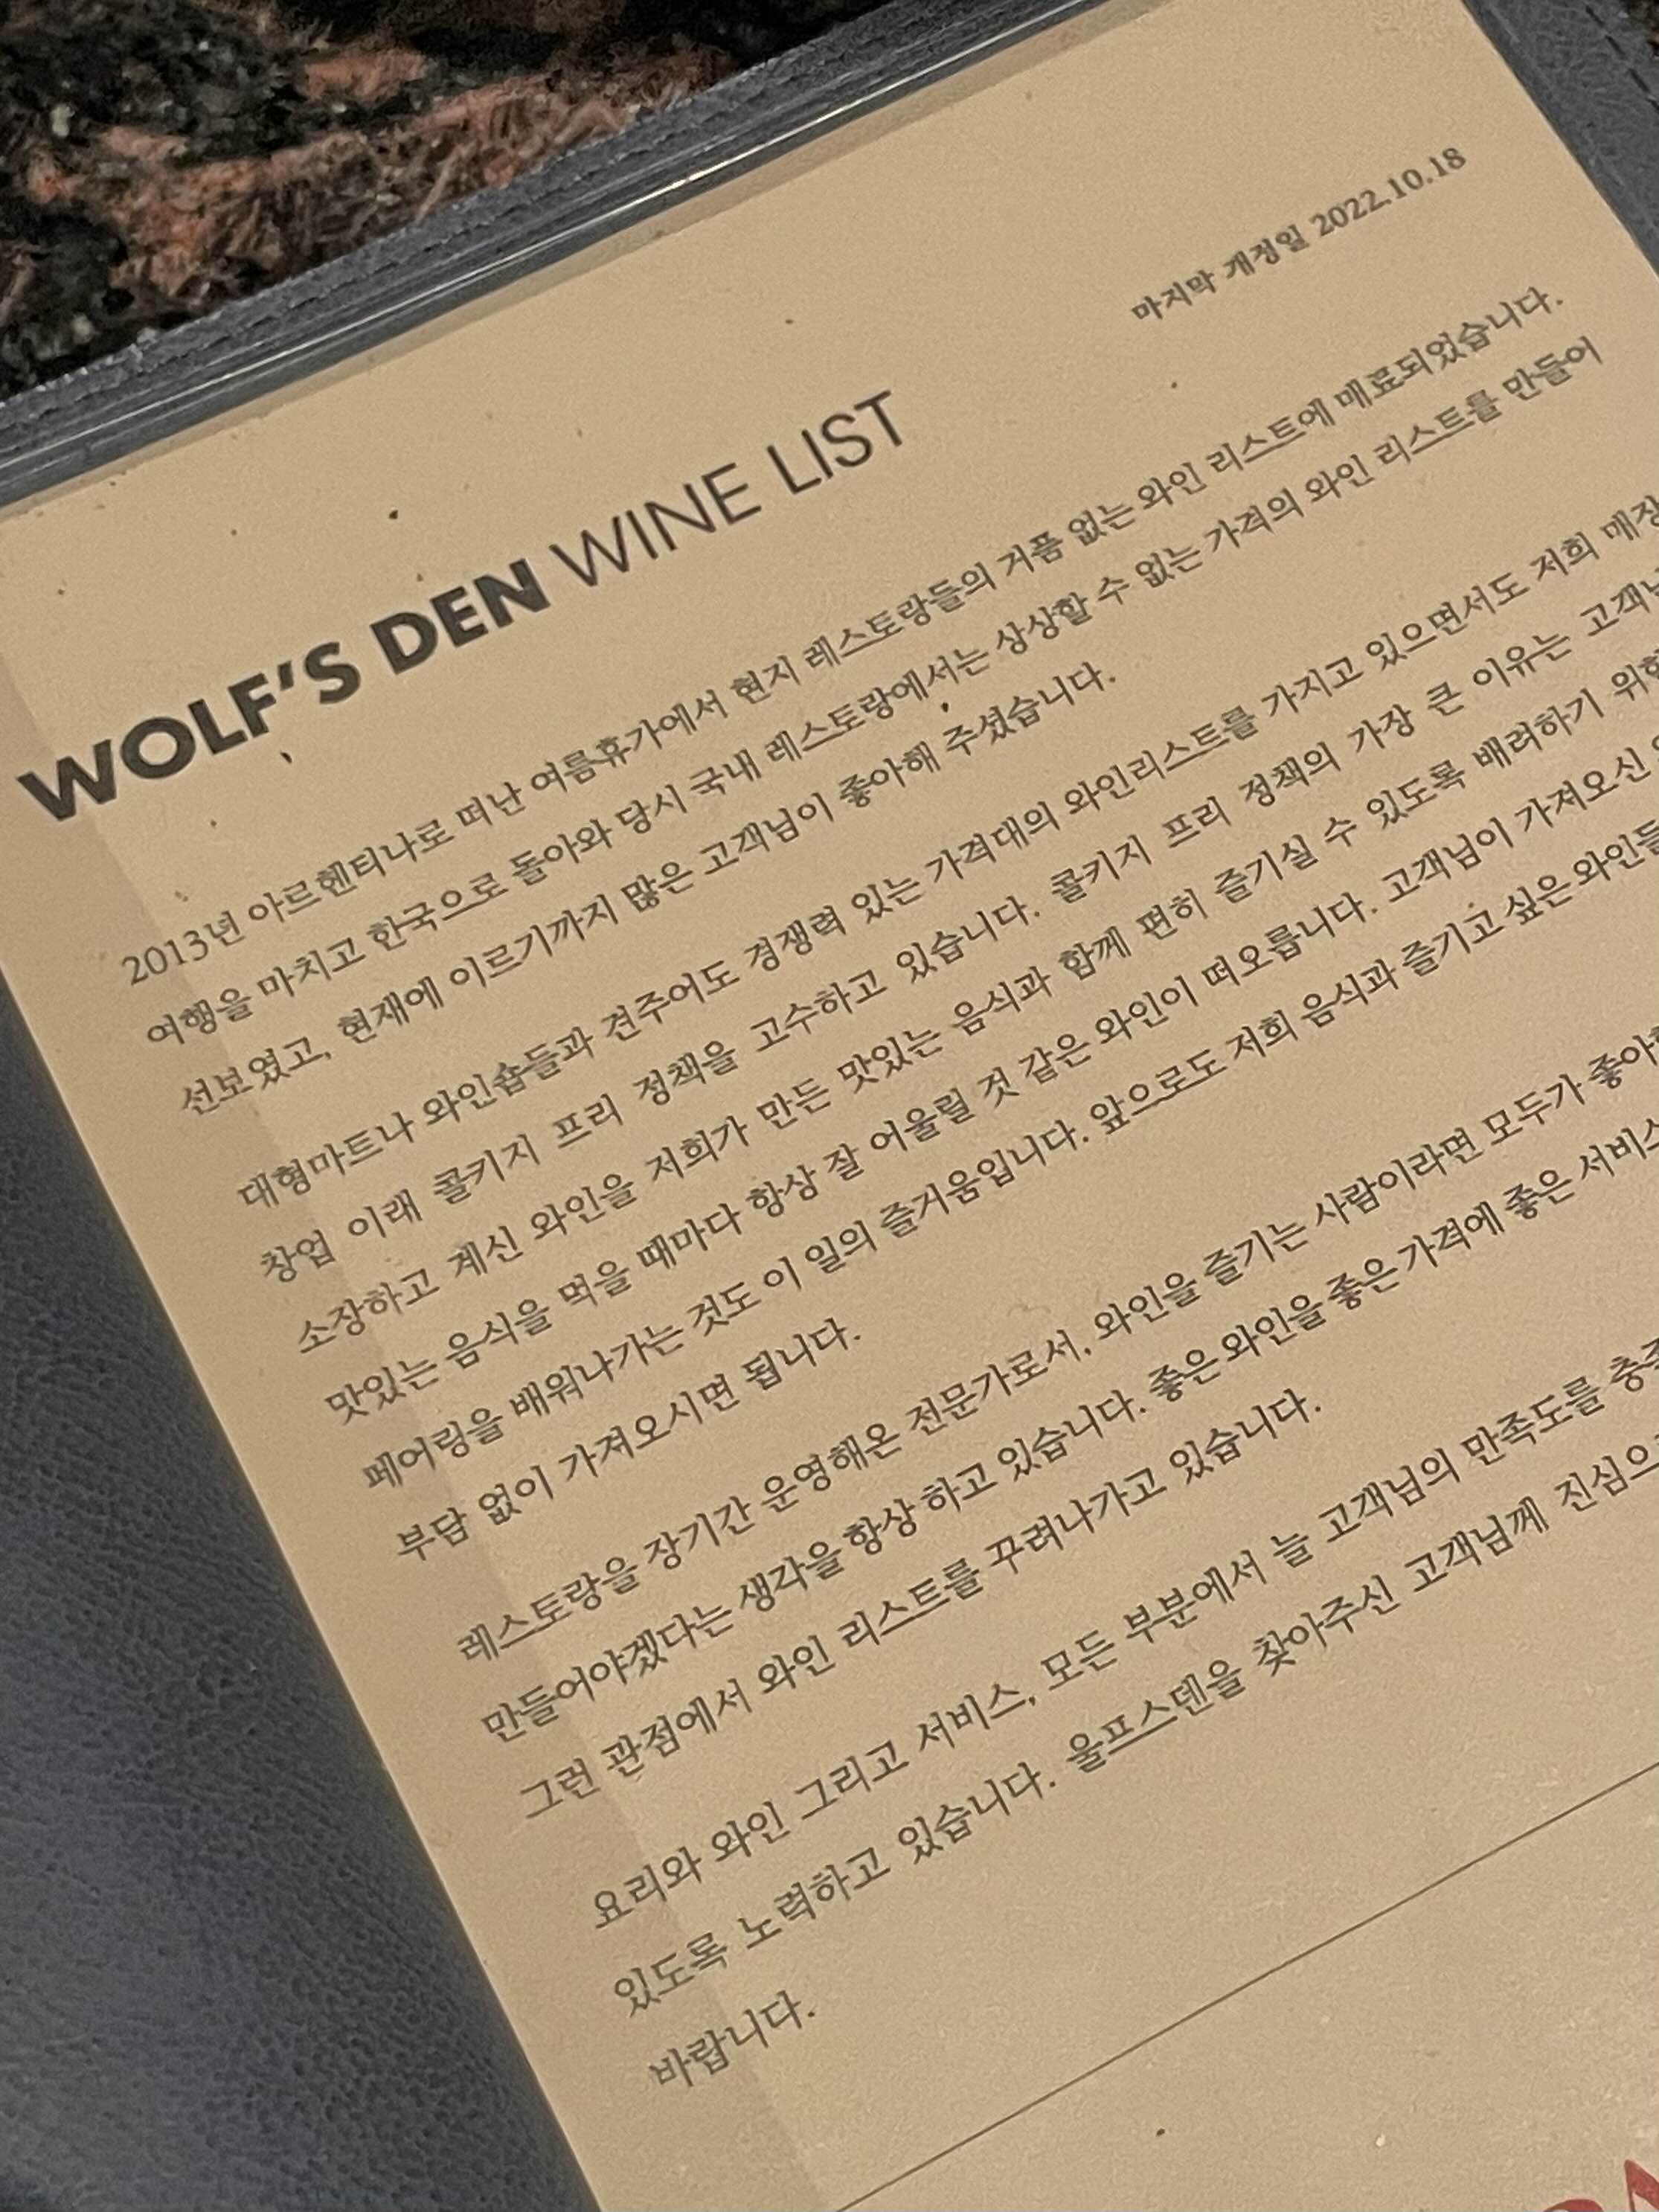 마지막 개정일 2022.10.18
WOLF'S DEN WINE LIST
2013년 아르헨티나로 떠난 여름휴가에서 현지 레스토랑들의 거품 없는 와인 리스트에 매료되었습니다.
여행을 마치고 한국으로 돌아와 당시 국내 레스토랑에서는 상상할 수 없는 가격의 와인 리스트를 만들어
선보였고, 현재에 이르기까지 많은 고객님이 좋아해 주셨습니다.
대형마트나 와인숍들과 견주어도 경쟁력 있는 가격대의 와인리스트를 가지고 있으면서도 저희 매장
창업 이래 콜키지 프리 정책을 고수하고 있습니다. 콜키지 프리 정책의 가장 큰 이유는
소장하고 계신 와인을 저희가 만든 맛있는 음식과 함께 편히 즐기실 수 있도록 배려하기
맛있는 음식을 먹을 때마다 항상 잘 어울릴 것 같은 와인이 떠오릅니다. 고객님이 가져오신
페어링을 배워나가는 것도 이 일의 즐거움입니다. 앞으로도 저희 음식과 즐기고 싶은 와인들
부담 없이 가져오시면 됩니다.
레스토랑을 장기간 운영해온 전문가로서, 와인을 즐기는 사람이라면 모두가
만들어야겠다는 생각을 항상 하고 있습니다. 좋은 와인을 좋은 가격에 좋은 서비스
그런 관점에서 와인 리스트를 꾸려나가고 있습니다.
요리와 와인 그리고 서비스, 모든 부분에서 늘 고객님의 만족도를
있도록 노력하고 있습니다. 울프스덴을 찾아주신 고객님께
바랍니다.